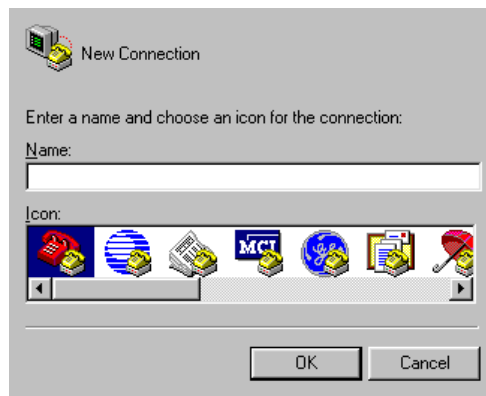 New Connection
Enter a name and choose an icon for the connection:
Name:
Icon:
MCI
OK
Cancel